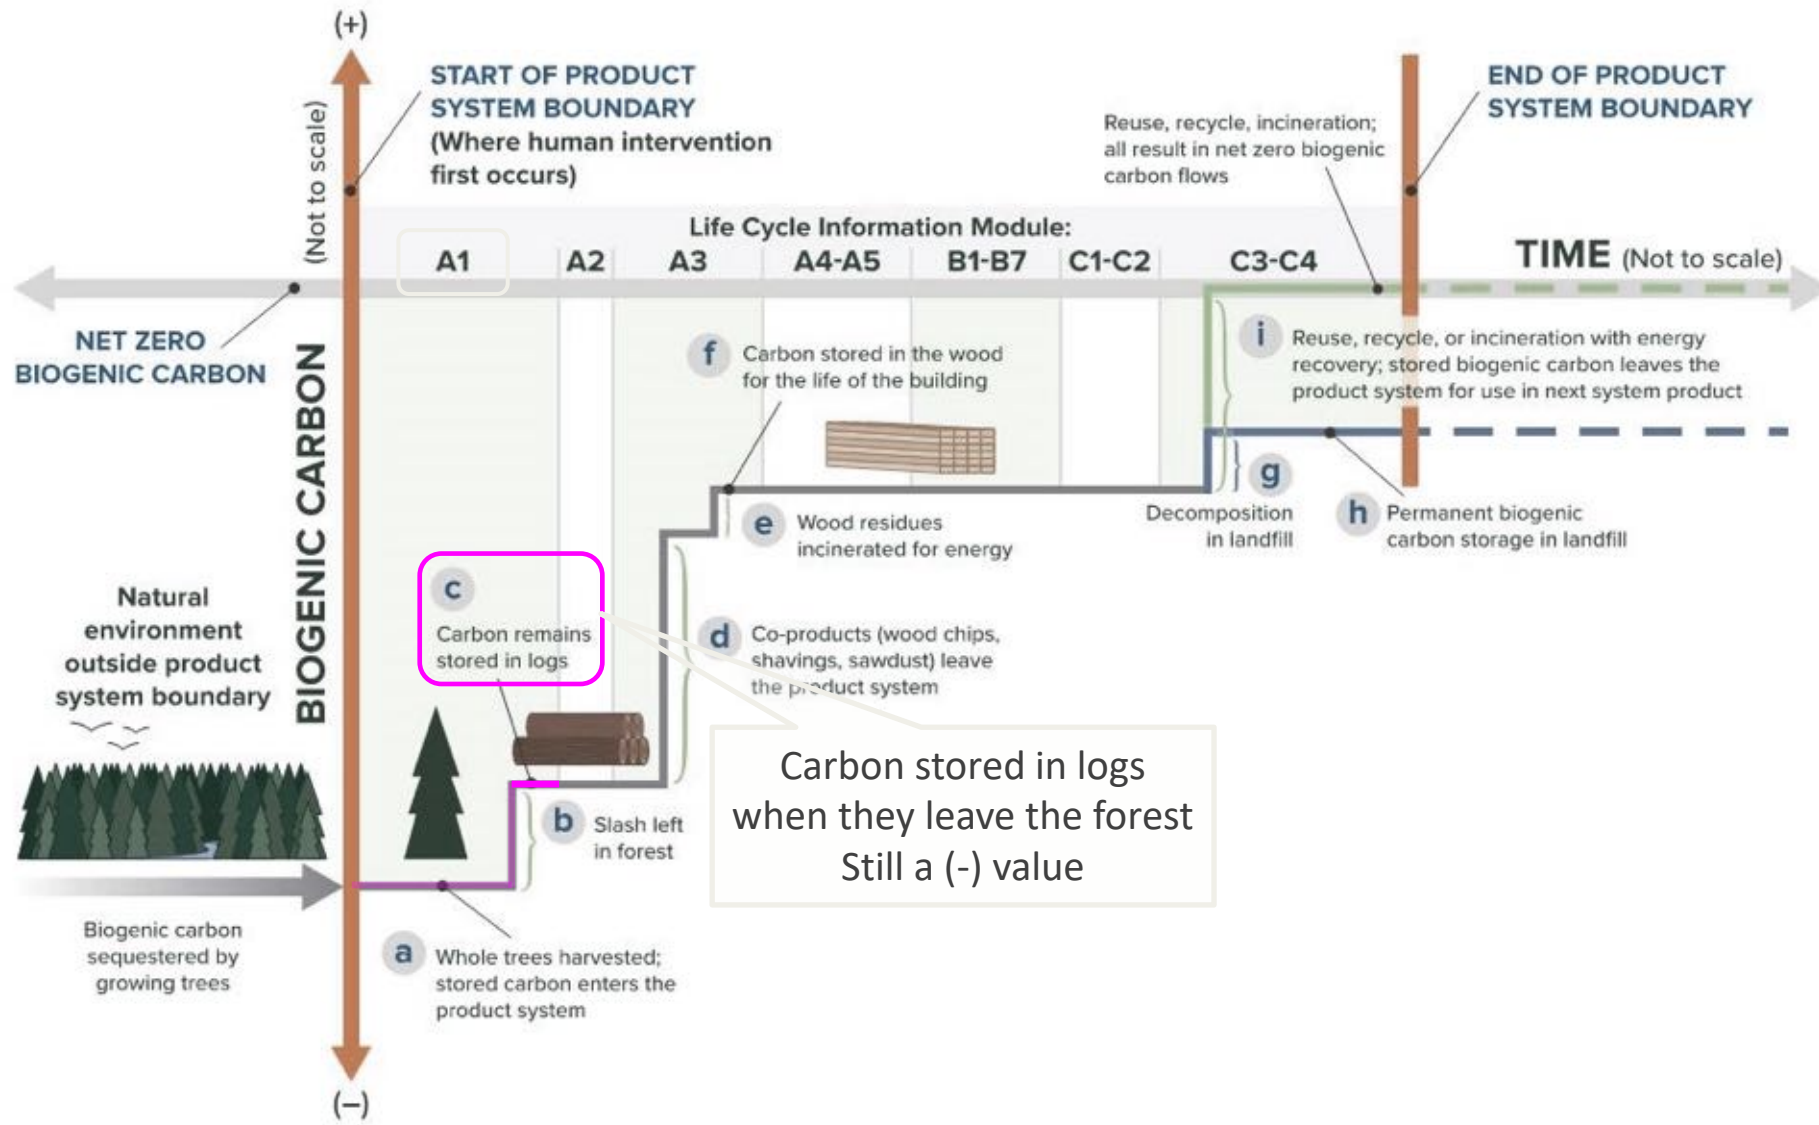 (+)
START OF PRODUCT
SYSTEM BOUNDARY
(Where human intervention
first occurs)
(Not to scale)
Reuse, recycle, incineration;
all result in net zero biogenic
carbon flows
END OF PRODUCT
SYSTEM BOUNDARY
Life Cycle Information Module:
A1
A2
A3
A4-A5
B1-B7
C1-C2
C3-C4
TIME (Not to scale)
NET ZERO
BIOGENIC CARBON
BIOGENIC CARBON
f
Carbon stored in the wood
for the life of the building
i
Reuse, recycle, or incineration with energy
recovery; stored biogenic carbon leaves the
product system for use in next system product
g
Decomposition
in landfill
h
Permanent biogenic
carbon storage in landfill
e
Wood residues
incinerated for energy
c
Carbon remains
stored in logs
d
Co-products (wood chips,
shavings, sawdust) leave
the product system
Natural
environment
outside product
system boundary
Carbon stored in logs
when they leave the forest
Still a (-) value
b
Slash left
in forest
Biogenic carbon
sequestered by
growing trees
a
Whole trees harvested;
stored carbon enters the
product system
(−)